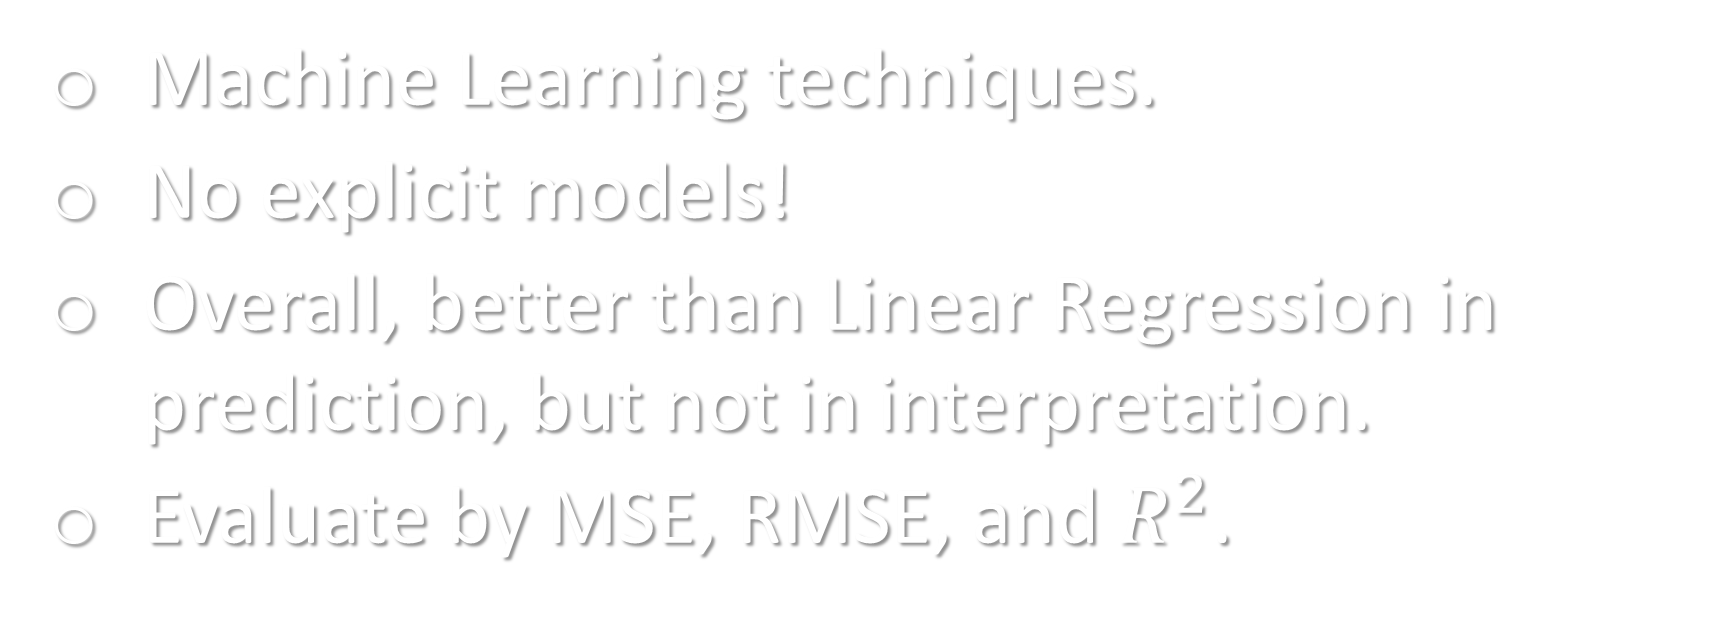 o Machine Learning techniques.
o No explicit models!
o Overall, better than Linear Regression in
prediction, but not in interpretation.
o Evaluate by MSE, RMSE, and R².